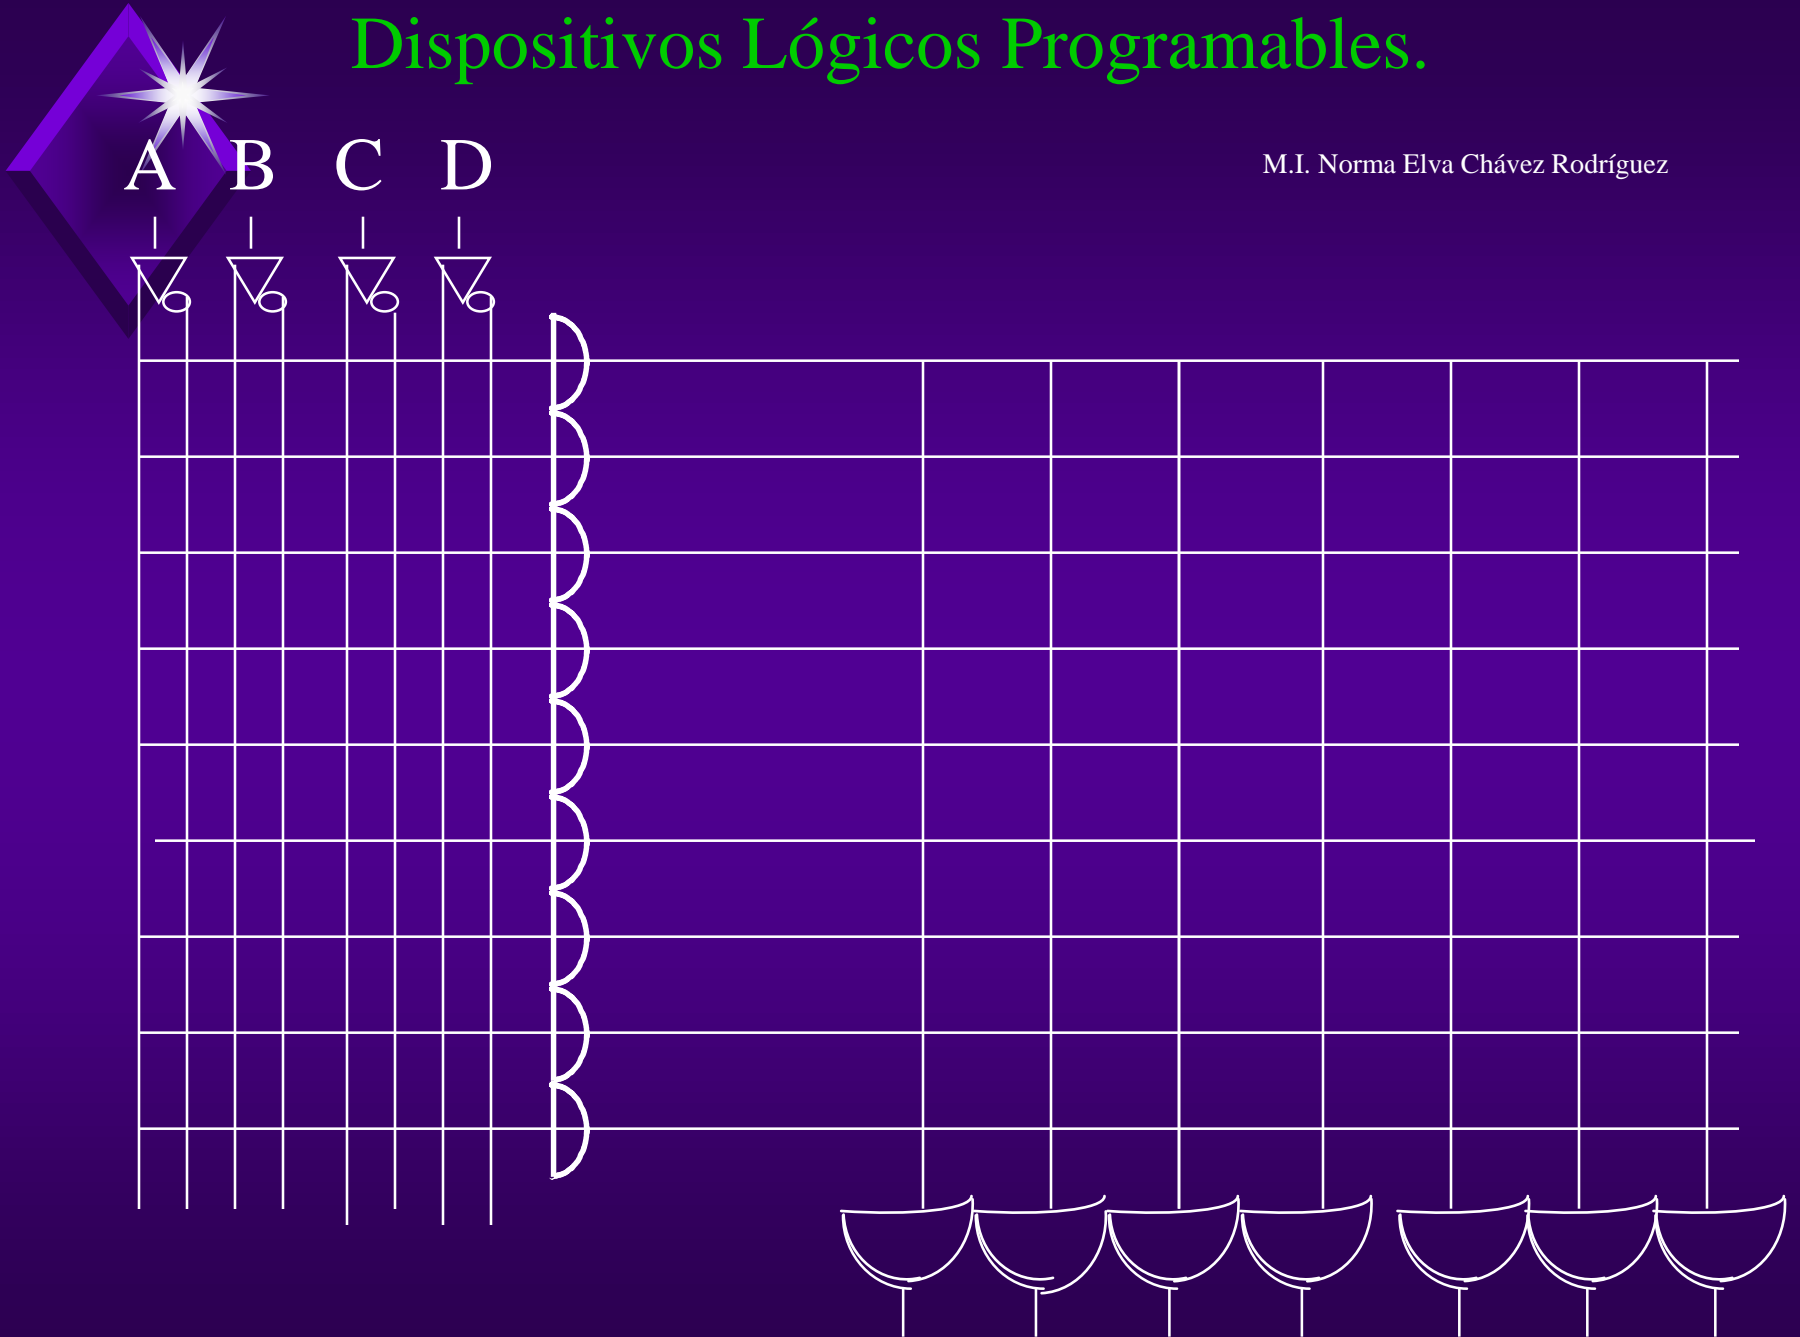 Dispositivos Lógicos Programables.
A B C D
M.I. Norma Elva Chávez Rodríguez